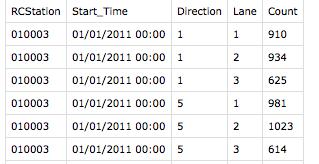 RCStation Start_Time Direction Lane Count
010003 01/01/2011 00:00 1 1 910
010003 01/01/2011 00:00 1 2 934
010003 01/01/2011 00:00 1 3 625
010003 01/01/2011 00:00 5 1 981
010003 01/01/2011 00:00 5 2 1023
010003 01/01/2011 00:00 5 3 614